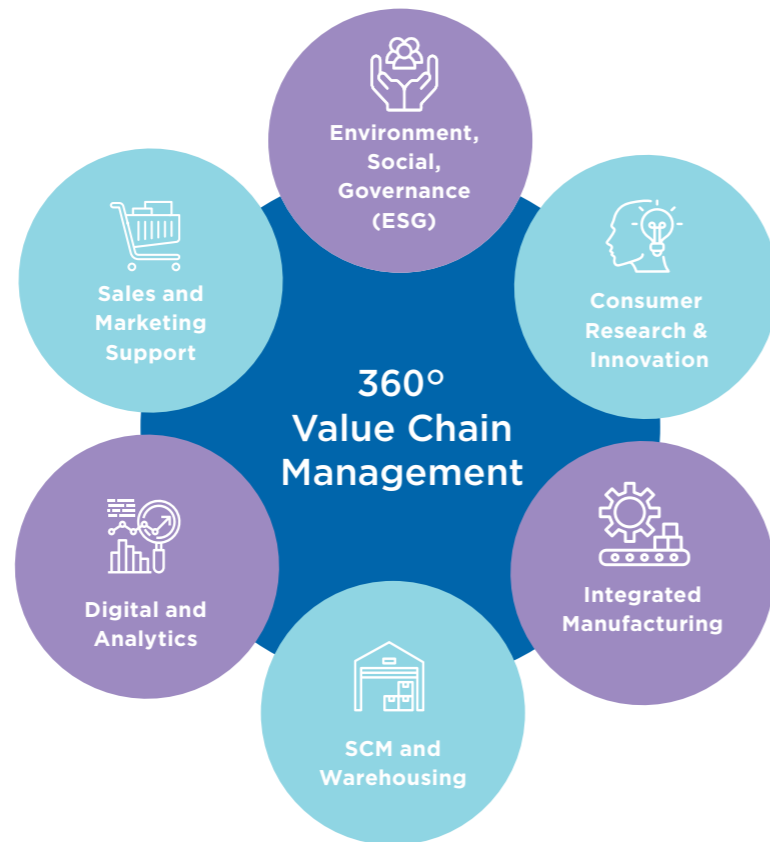 Environment,
Social,
Governance
(ESG)
Consumer
Research &
Innovation
Integrated
Manufacturing
SCM and
Warehousing
Digital and
Analytics
Sales and
Marketing
Support
360°
Value Chain
Management